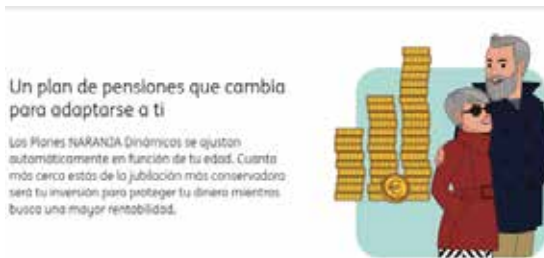 Un plan de pensiones que cambia
para adaptarse a ti
Los Planes NARANJA Dinámicos se ajustan
automáticamente en función de tu edad. Cuanto
más cerca estás de la jubilación más conservadora
será tu inversión para proteger tu dinero mientras
busca una mayor rentabilidad.